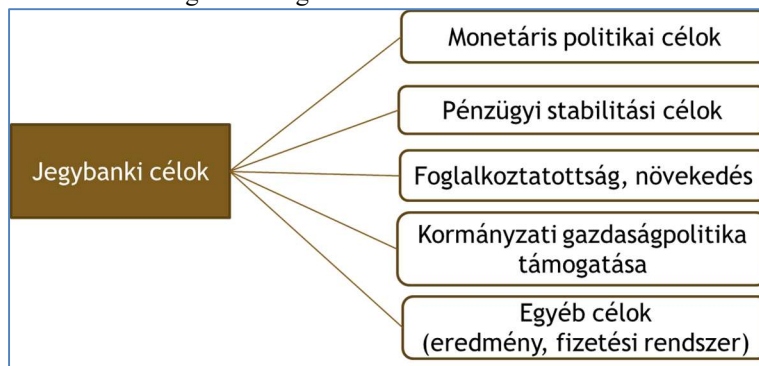 Jegybanki célok
Monetáris politikai célok
Pénzügyi stabilitási célok
Foglalkoztatottság, növekedés
Kormányzati gazdaságpolitika
támogatása
Egyéb célok
(eredmény, fizetési rendszer)